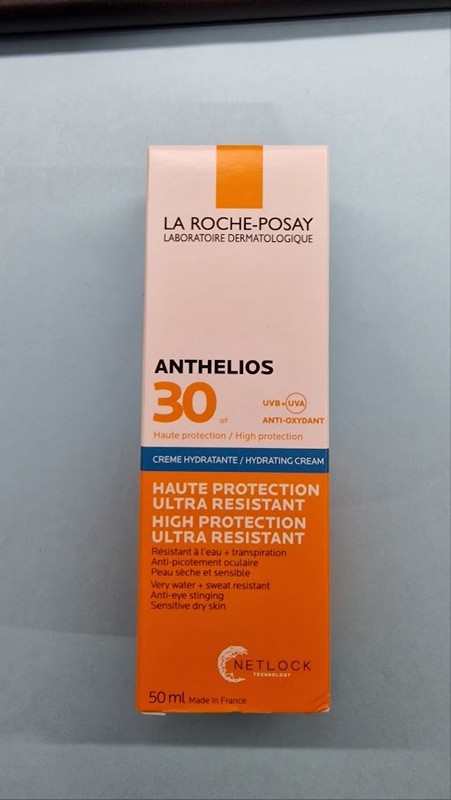 LA ROCHE-POSAY
LABORATOIRE DERMATOLOGIQUE
ANTHELIOS
30 SPF
UVB+UVA
ANTI-OXYDANT
Haute protection / High protection
CREME HYDRATANTE / HYDRATING CREAM
HAUTE PROTECTION
ULTRA RESISTANT
HIGH PROTECTION
ULTRA RESISTANT
Résistant à l'eau + transpiration
Anti-picotement oculaire
Peau sèche et sensible
Very water + sweat resistant
Anti-eye stinging
Sensitive dry skin
NETLOCK
TECHNOLOGY
50 ml Made in France